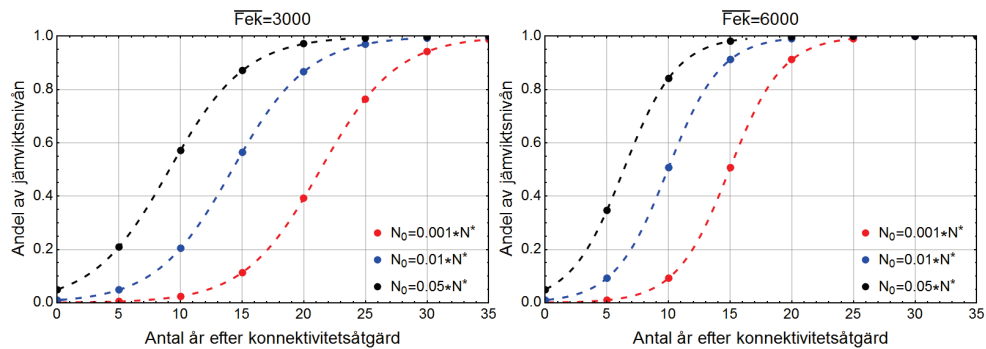 F̅e̅k̅=3000
Andel av jämviktsnivån
1.0
0.8
0.6
0.4
0.2
0.0
N₀=0.001*N*
N₀=0.01*N*
N₀=0.05*N*
0 5 10 15 20 25 30 35
Antal år efter konnektivitetsåtgärd
F̅e̅k̅=6000
Andel av jämviktsnivån
1.0
0.8
0.6
0.4
0.2
0.0
N₀=0.001*N*
N₀=0.01*N*
N₀=0.05*N*
0 5 10 15 20 25 30 35
Antal år efter konnektivitetsåtgärd